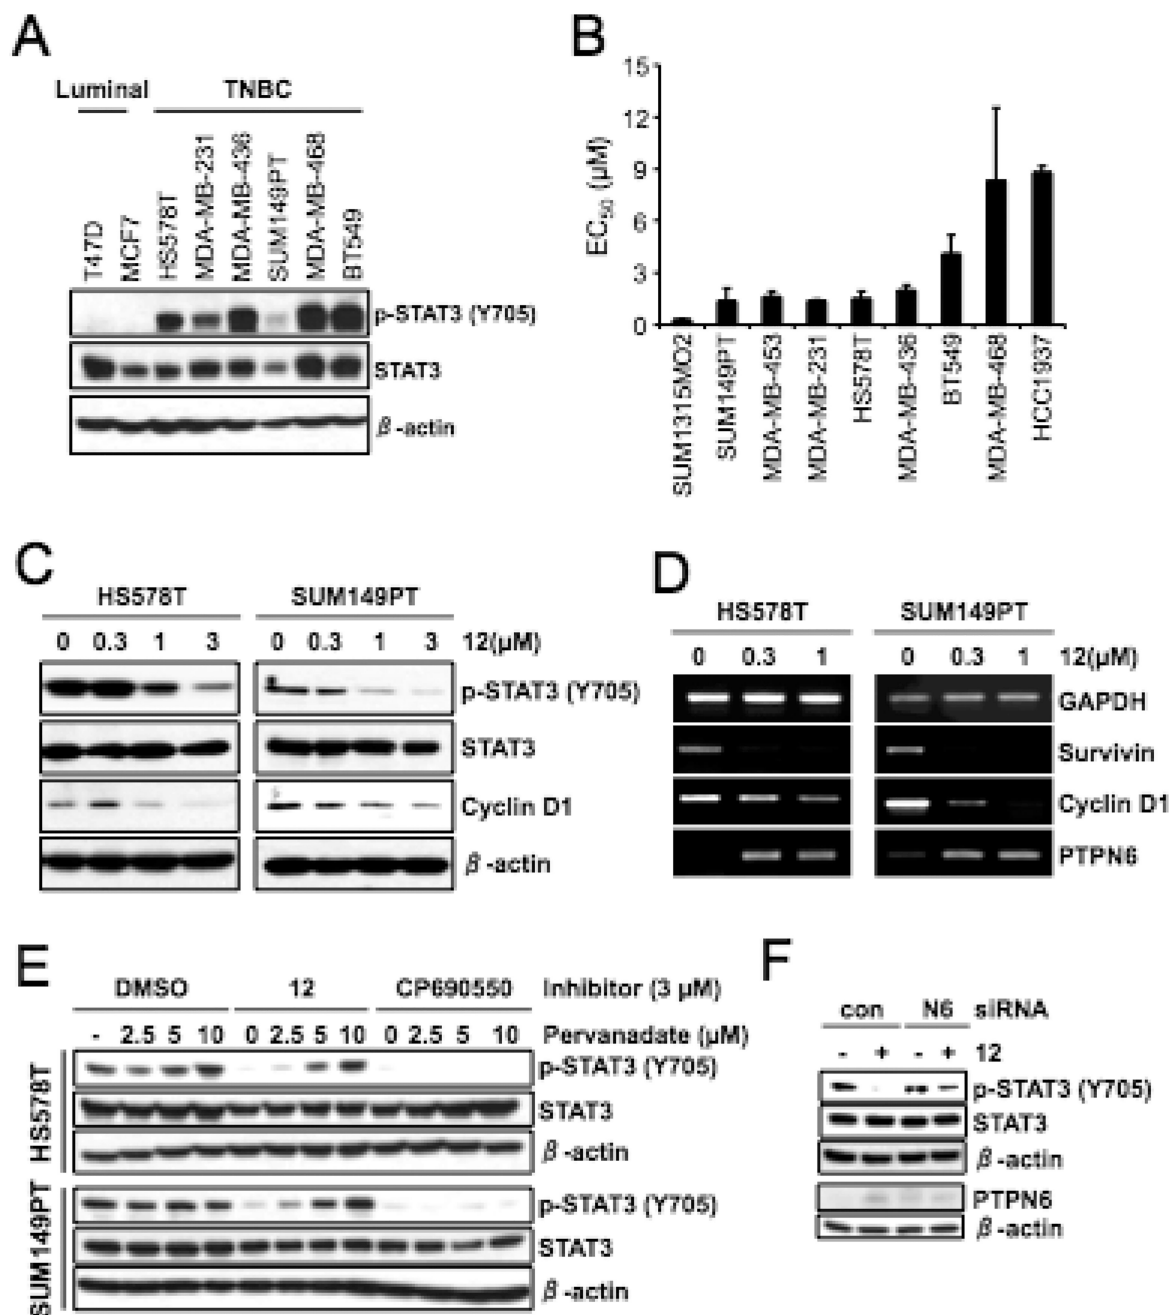 A
Luminal TNBC
T47D
MCF7
HS578T
MDA-MB-231
MDA-MB-436
SUM149PT
MDA-MB-468
BT549
p-STAT3 (Y705)
STAT3
β-actin
B
EC50 (µM)
15
12
9
6
3
0
SUM1315MO2
SUM149PT
MDA-MB-453
MDA-MB-231
HS578T
MDA-MB-436
BT549
MDA-MB-468
HCC1937
C
HS578T SUM149PT
0 0.3 1 3 0 0.3 1 3 12(µM)
p-STAT3 (Y705)
STAT3
Cyclin D1
β-actin
D
HS578T SUM149PT
0 0.3 1 0 0.3 1 12(µM)
GAPDH
Survivin
Cyclin D1
PTPN6
E
DMSO 12 CP690550 Inhibitor (3 µM)
- 2.5 5 10 0 2.5 5 10 0 2.5 5 10 Pervanadate (µM)
HS578T
p-STAT3 (Y705)
STAT3
β-actin
SUM149PT
p-STAT3 (Y705)
STAT3
β-actin
F
con N6 siRNA
- + - + 12
p-STAT3 (Y705)
STAT3
β-actin
PTPN6
β-actin